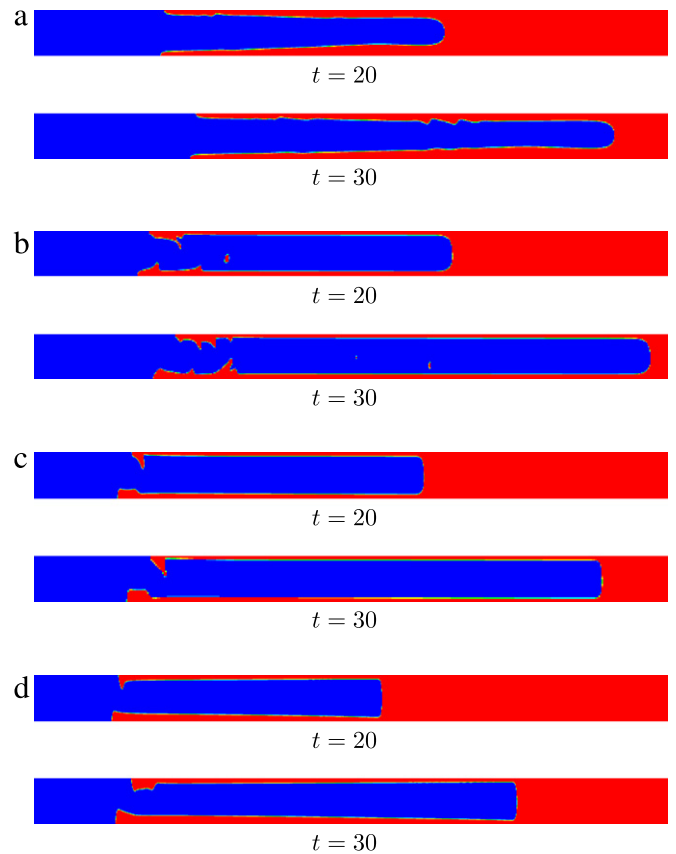 a
t = 20
t = 30
b
t = 20
t = 30
c
t = 20
t = 30
d
t = 20
t = 30